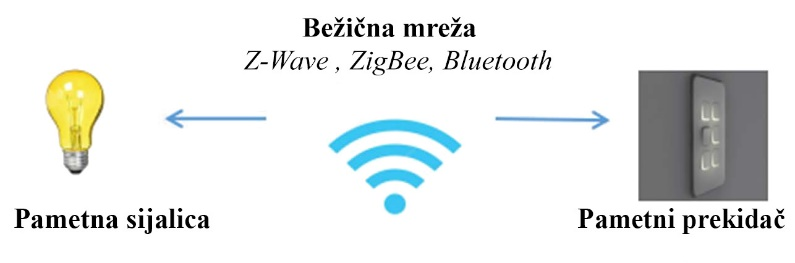 Bežična mreža
Z-Wave , ZigBee, Bluetooth
Pametna sijalica
Pametni prekidač